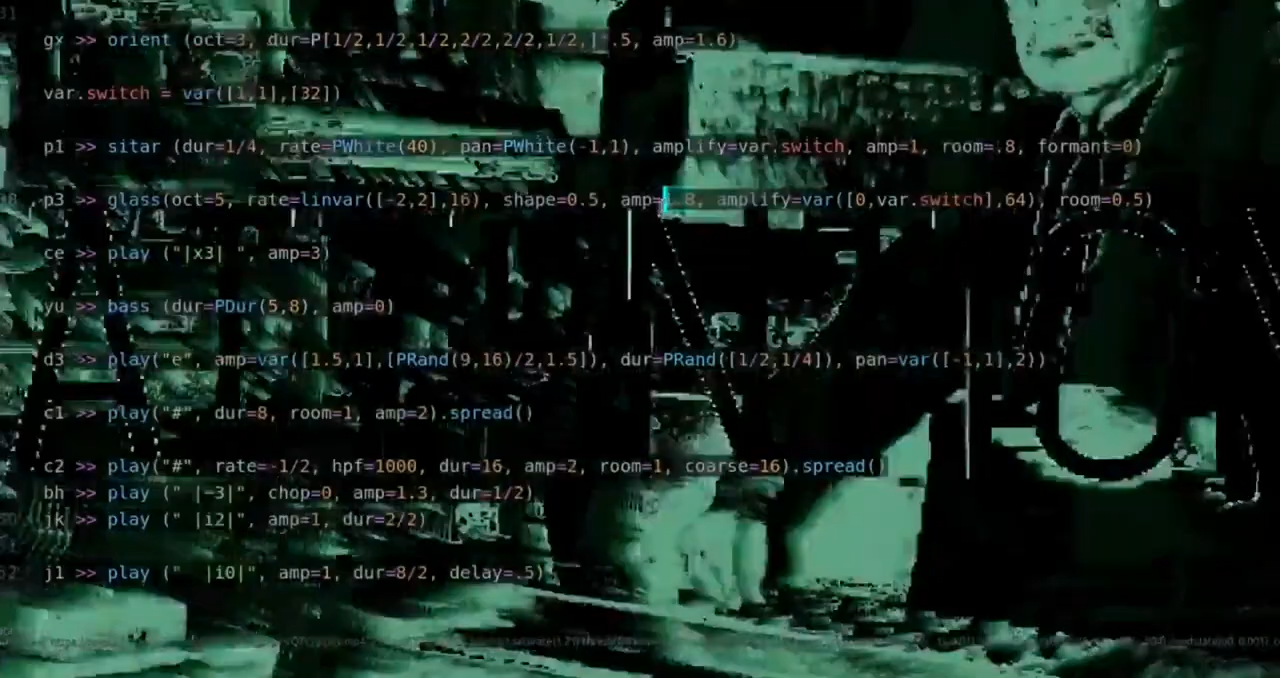 gx >> orient (oct=3, dur=P[1/2,1/2,1/2,2/2,2/2,1/2,]*.5, amp=1.6)
var.switch = var([1,1],[32])
p1 >> sitar (dur=1/4, rate=PWhite(40), pan=PWhite(-1,1), amplify=var.switch, amp=1, room=.8, formant=0)
p3 >> glass(oct=5, rate=linvar([-2,2],16), shape=0.5, amp=1.8, amplify=var([0,var.switch],64), room=0.5)
ce >> play ("|x3| ", amp=3)
yu >> bass (dur=PDur(5,8), amp=0)
d3 >> play("e", amp=var([1.5,1],[PRand(9,16)/2,1.5]), dur=PRand([1/2,1/4]), pan=var([-1,1],2))
c1 >> play("#", dur=8, room=1, amp=2).spread()
c2 >> play("#", rate=-1/2, hpf=1000, dur=16, amp=2, room=1, coarse=16).spread()
bh >> play (" |-3|", chop=0, amp=1.3, dur=1/2)
jk >> play (" |i2|", amp=1, dur=2/2)
j1 >> play ("  |i0|", amp=1, dur=8/2, delay=.5)